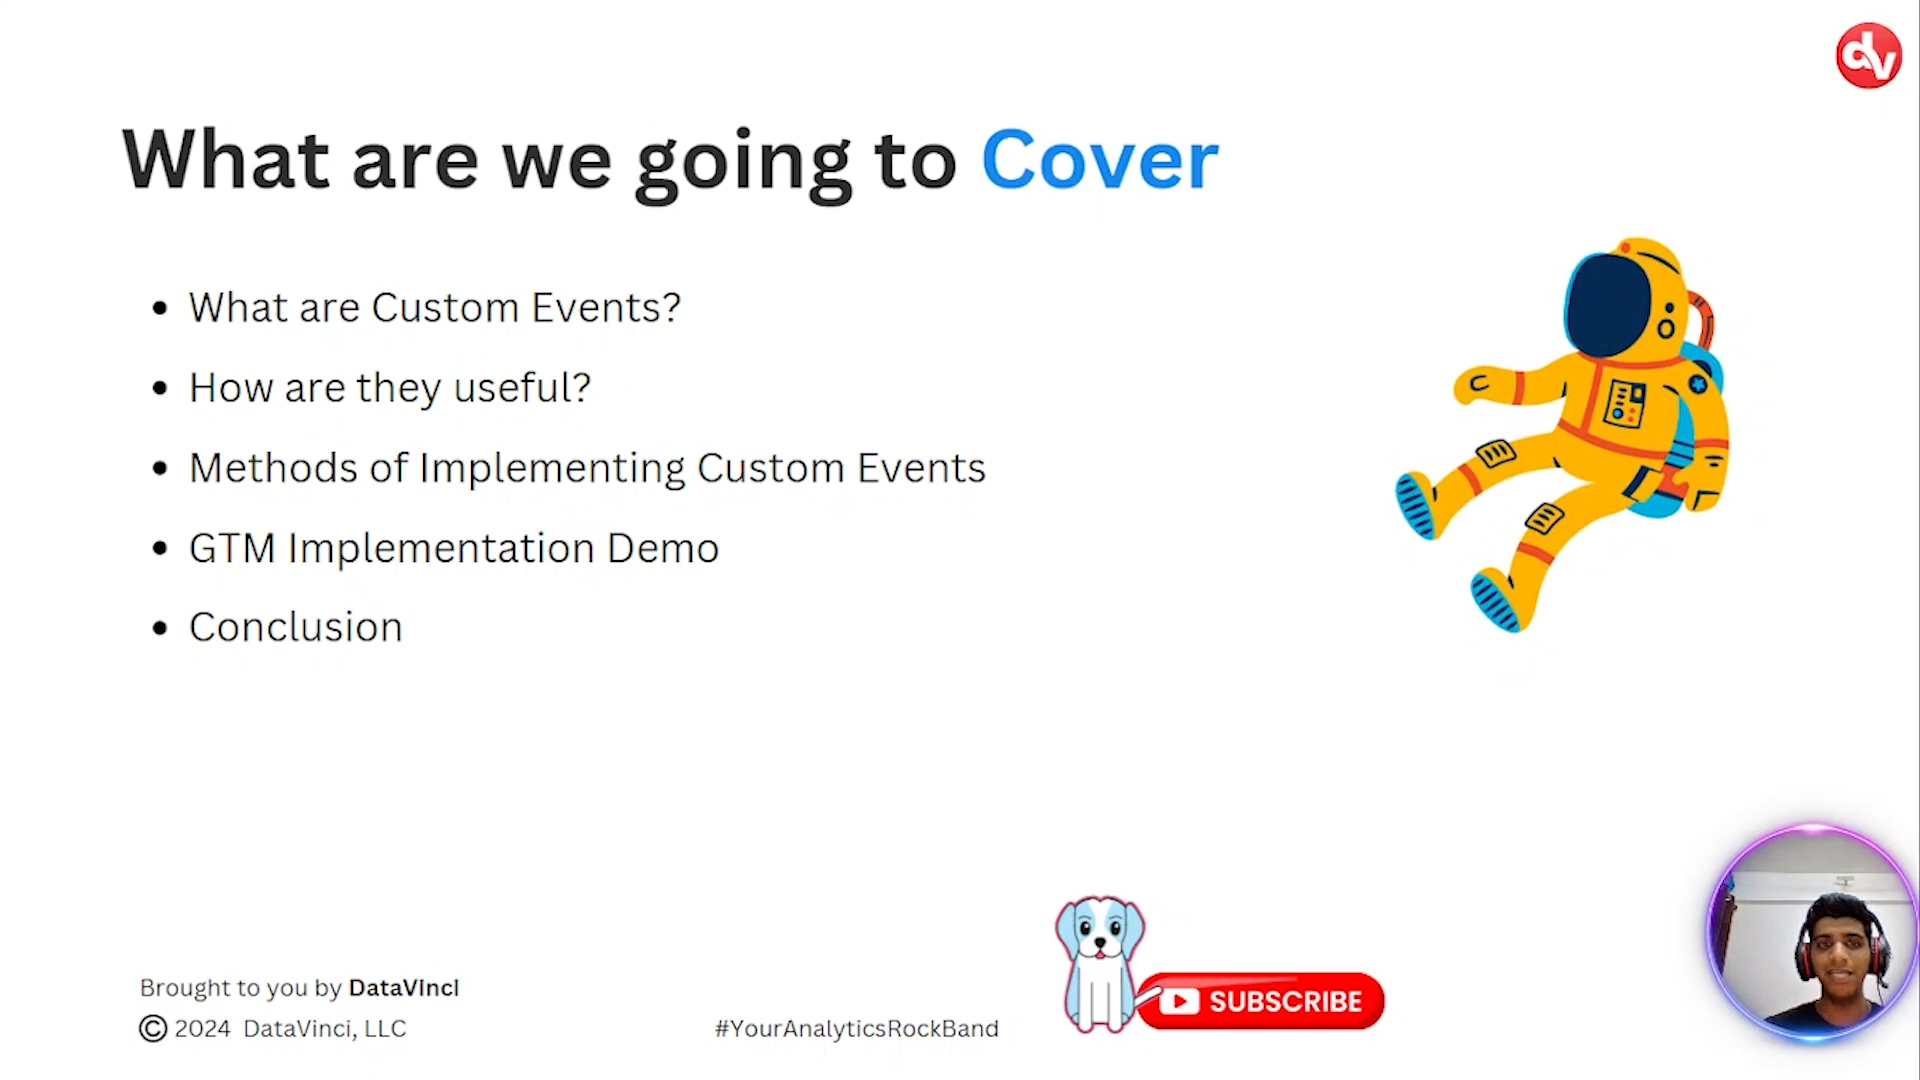 dv
What are we going to Cover
• What are Custom Events?
• How are they useful?
• Methods of Implementing Custom Events
• GTM Implementation Demo
• Conclusion
Brought to you by DataVinci
© 2024 DataVinci, LLC
#YourAnalyticsRockBand
SUBSCRIBE